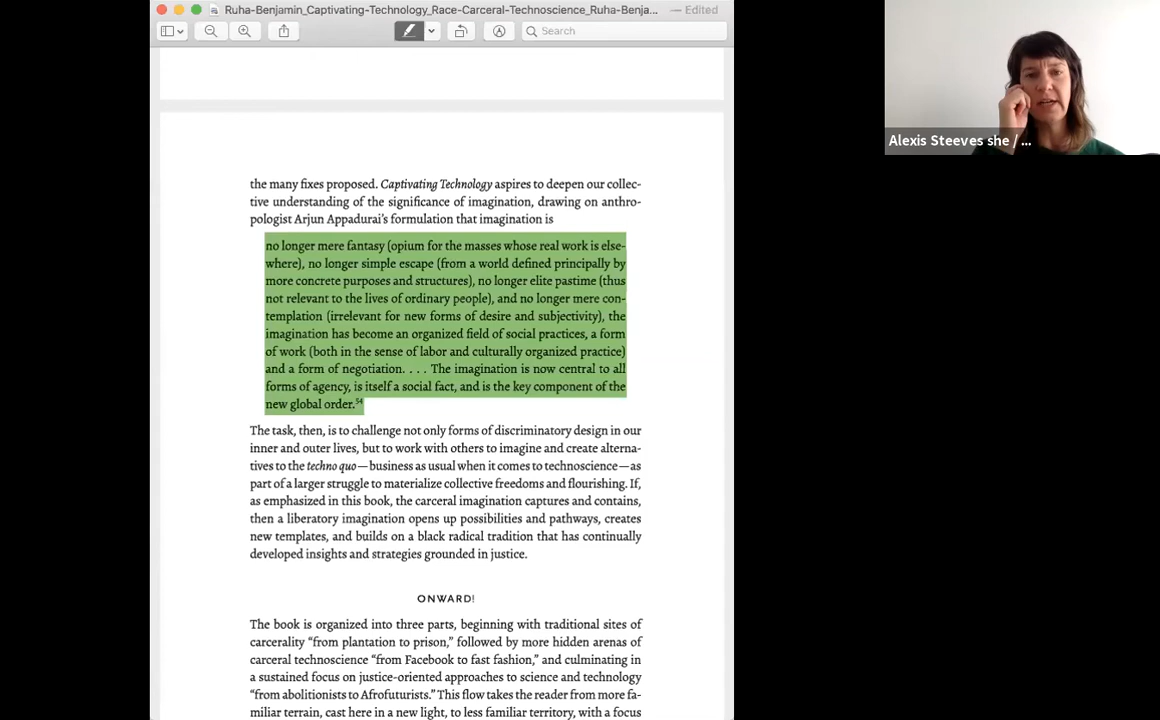 Ruha-Benjamin_Captivating-Technology_Race-Carceral-Technoscience_Ruha-Benja... — Edited
Search
Alexis Steeves she / ...
the many fixes proposed. Captivating Technology aspires to deepen our collec-
tive understanding of the significance of imagination, drawing on anthro-
pologist Arjun Appadurai's formulation that imagination is
no longer mere fantasy (opium for the masses whose real work is else-
where), no longer simple escape (from a world defined principally by
more concrete purposes and structures), no longer elite pastime (thus
not relevant to the lives of ordinary people), and no longer mere con-
templation (irrelevant for new forms of desire and subjectivity), the
imagination has become an organized field of social practices, a form
of work (both in the sense of labor and culturally organized practice)
and a form of negotiation. . . . The imagination is now central to all
forms of agency, is itself a social fact, and is the key component of the
new global order.54
The task, then, is to challenge not only forms of discriminatory design in our
inner and outer lives, but to work with others to imagine and create alterna-
tives to the techno quo—business as usual when it comes to technoscience—as
part of a larger struggle to materialize collective freedoms and flourishing. If,
as emphasized in this book, the carceral imagination captures and contains,
then a liberatory imagination opens up possibilities and pathways, creates
new templates, and builds on a black radical tradition that has continually
developed insights and strategies grounded in justice.
ONWARD!
The book is organized into three parts, beginning with traditional sites of
carcerality “from plantation to prison,” followed by more hidden arenas of
carceral technoscience “from Facebook to fast fashion,” and culminating in
a sustained focus on justice-oriented approaches to science and technology
“from abolitionists to Afrofuturists.” This flow takes the reader from more fa-
miliar terrain, cast here in a new light, to less familiar territory, with a focus